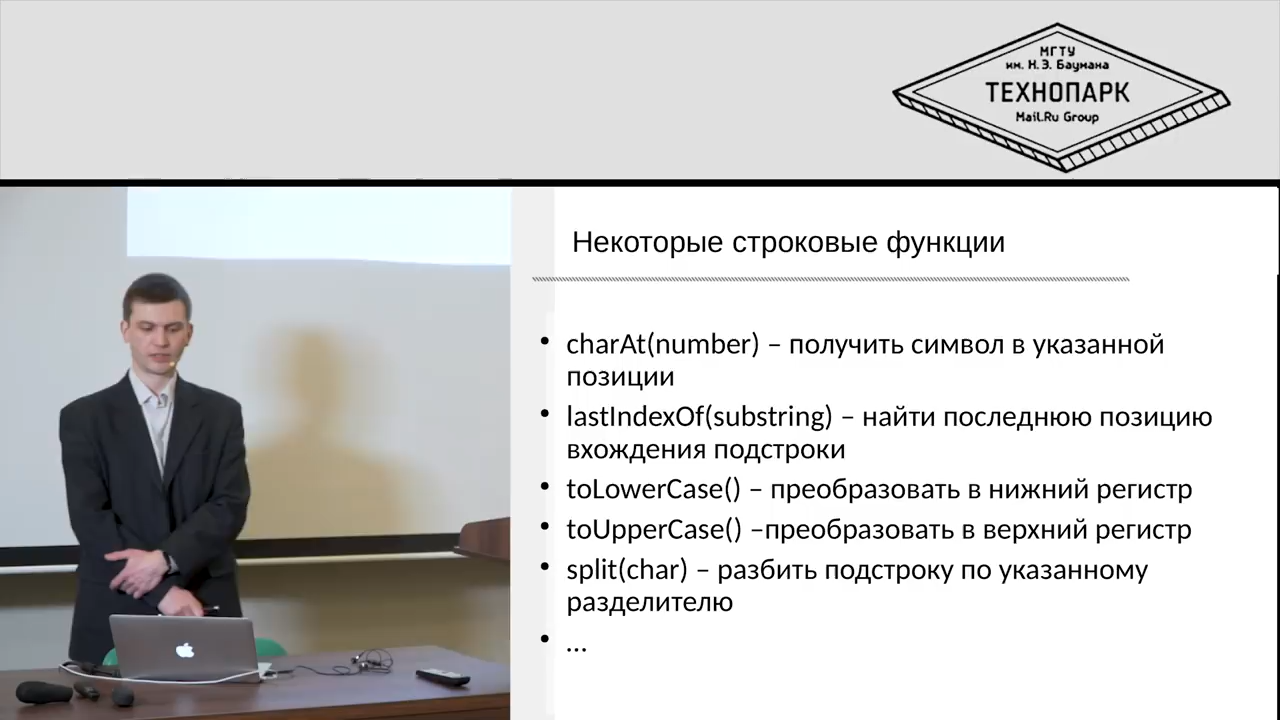 МГТУ
им. Н.Э. Баумана
ТЕХНОПАРК
Mail.Ru Group
Некоторые строковые функции
• charAt(number) – получить символ в указанной
позиции
• lastIndexOf(substring) – найти последнюю позицию
вхождения подстроки
• toLowerCase() – преобразовать в нижний регистр
• toUpperCase() –преобразовать в верхний регистр
• split(char) – разбить подстроку по указанному
разделителю
• ...